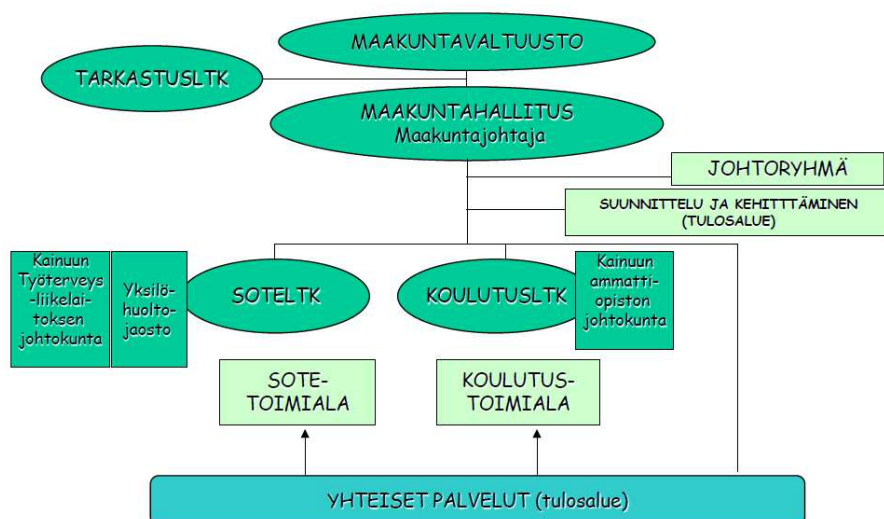 MAAKUNTAVALTUUSTO
TARKASTUSLTK
MAAKUNTAHALLITUS
Maakuntajohtaja
JOHTORYHMÄ
SUUNNITTELU JA KEHITTTÄMINEN
(TULOSALUE)
Kainuun
Työterveys
-liikelai-
toksen
johtokunta
Yksilö-
huolto-
jaosto
SOTELTK
KOULUTUSLTK
Kainuun
ammatti-
opiston
johtokunta
SOTE-
TOIMIALA
KOULUTUS-
TOIMIALA
YHTEISET PALVELUT (tulosalue)